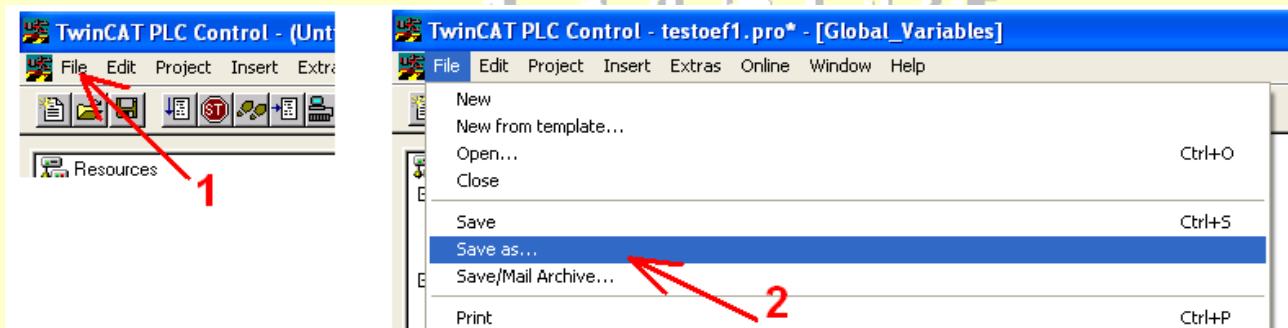 TwinCAT PLC Control - (Unt
File Edit Project Insert Extra
ST
Resources
1
TwinCAT PLC Control - testoef1.pro* - [Global_Variables]
File Edit Project Insert Extras Online Window Help
New
New from template...
Open... Ctrl+O
Close
Save Ctrl+S
Save as...
Save/Mail Archive...
2
Print Ctrl+P